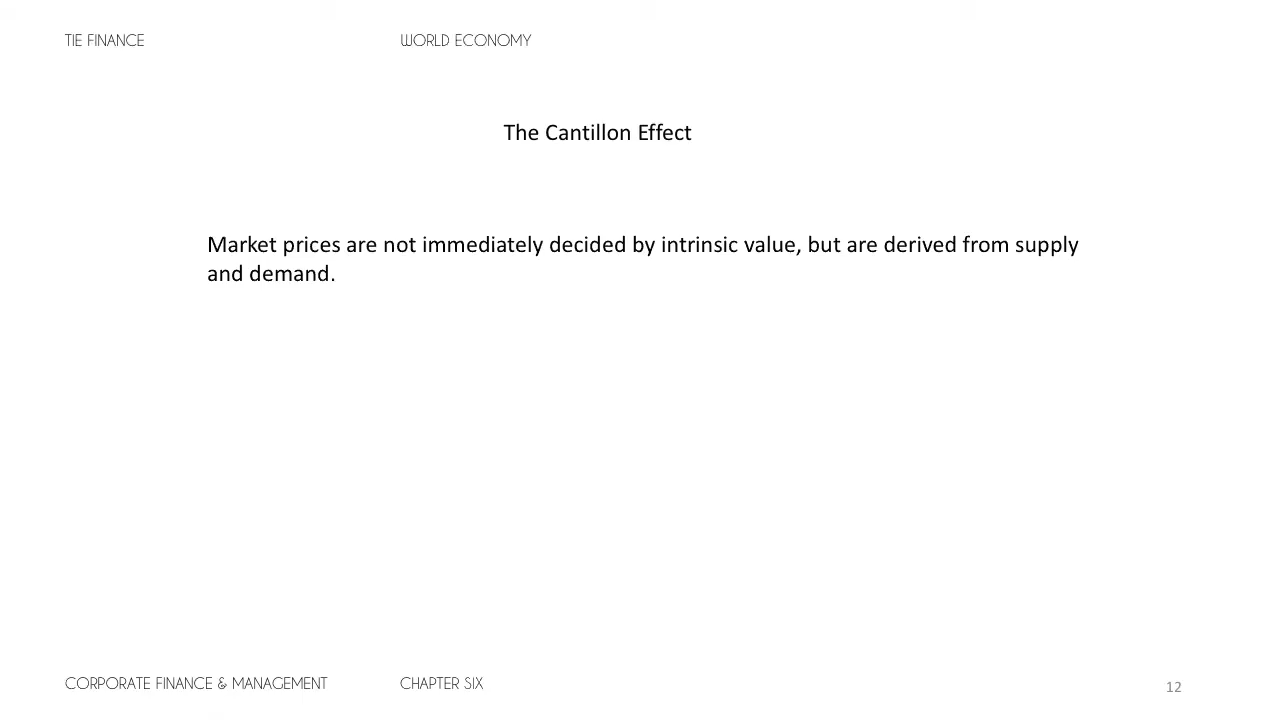 TIE FINANCE
WORLD ECONOMY
The Cantillon Effect
Market prices are not immediately decided by intrinsic value, but are derived from supply
and demand.
CORPORATE FINANCE & MANAGEMENT
CHAPTER SIX
12